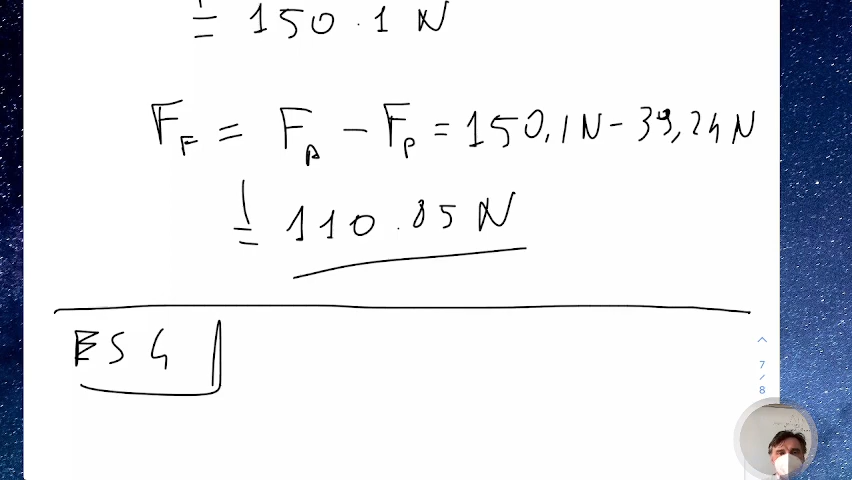 = 150.1 N
F_F = F_A - F_P = 150,1N - 39,24N
= 110.85 N
ES 4
7
/
8